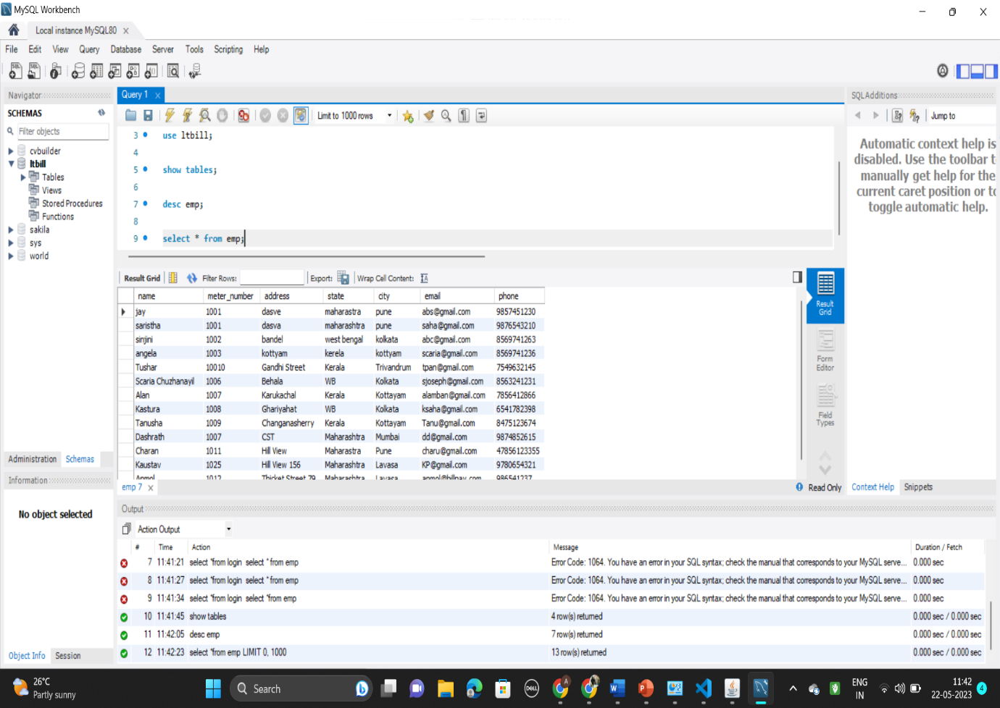 MySQL Workbench
Local instance MySQL80 x
File Edit View Query Database Server Tools Scripting Help
Navigator
SCHEMAS
Filter objects
cvbuilder
ltbill
Tables
Views
Stored Procedures
Functions
sakila
sys
world
Administration Schemas
Information
No object selected
Object Info Session
Query 1 x
Limit to 1000 rows
3 use ltbill;
4
5 show tables;
6
7 desc emp;
8
9 select * from emp;
Result Grid Filter Rows: Export: Wrap Cell Content:
name meter_number address state city email phone
jay 1001 dasve maharastra pune abs@gmail.com 9857451230
saristha 1001 dasva maharashtra pune saha@gmail.com 9876543210
sinjini 1002 bandel west bengal kolkata abc@gmail.com 8569741263
angela 1003 kottyam kerela kottyam scaria@gmail.com 8569741236
Tushar 10010 Gandhi Street Kerala Trivandrum tpan@gmail.com 7549632145
Scaria Chuzhanayil 1006 Behala WB Kolkata sjoseph@gmail.com 8563241231
Alan 1007 Karukachal Kerala Kottayam alamban@gmail.com 7856412866
Kastura 1008 Ghariyahat WB Kolkata ksaha@gmail.com 6541782398
Tanusha 1009 Changanasherry Kerala Kottayam Tanu@gmail.com 8475123674
Dashrath 1007 CST Maharashtra Mumbai dd@gmail.com 9874852615
Charan 1011 Hill View Maharasta Pune charu@gmail.com 47856123355
Kaustav 1025 Hill View 156 Maharashtra Lavasa KP@gmail.com 9780654321
Anmol 1012 Thicket Street 79 Maharashtra Lavasa anmol@billpay.com 986541237
Result Grid
Form Editor
Field Types
emp 7 x
Read Only
SQLAdditions
Jump to
Automatic context help is
disabled. Use the toolbar t
manually get help for the
current caret position or to
toggle automatic help.
Context Help Snippets
Output
Action Output
# Time Action Message Duration / Fetch
7 11:41:21 select *from login select * from emp Error Code: 1064. You have an error in your SQL syntax; check the manual that corresponds to your MySQL serve... 0.000 sec
8 11:41:27 select *from login select * from emp Error Code: 1064. You have an error in your SQL syntax; check the manual that corresponds to your MySQL serve... 0.000 sec
9 11:41:34 select *from login select *from emp Error Code: 1064. You have an error in your SQL syntax; check the manual that corresponds to your MySQL serve... 0.000 sec
10 11:41:45 show tables 4 row(s) returned 0.000 sec / 0.000 sec
11 11:42:05 desc emp 7 row(s) returned 0.000 sec / 0.000 sec
12 11:42:23 select *from emp LIMIT 0, 1000 13 row(s) returned 0.000 sec / 0.000 sec
26°C
Partly sunny
Search
DELL
ENG
IN
11:42
22-05-2023
4